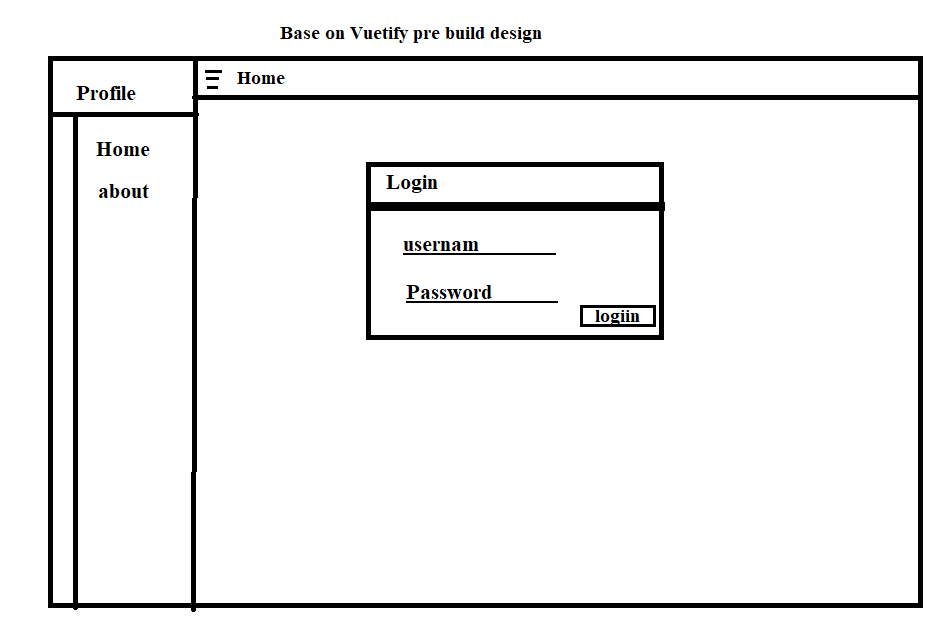 Base on Vuetify pre build design
Profile
Home
about
Home
Login
usernam
Password
logiin